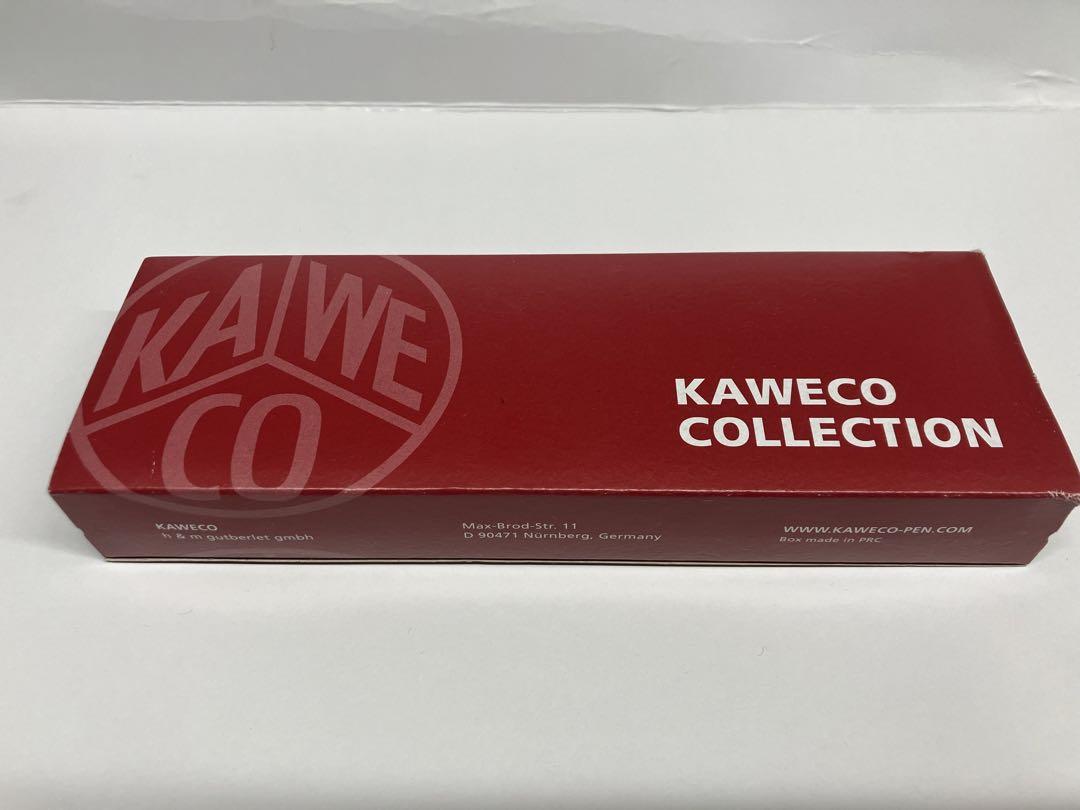 KA WE
CO
KAWECO
COLLECTION
KAWECO
h & m gutberlet gmbh
Max-Brod-Str. 11
D 90471 Nürnberg, Germany
WWW.KAWECO-PEN.COM
Box made in PRC